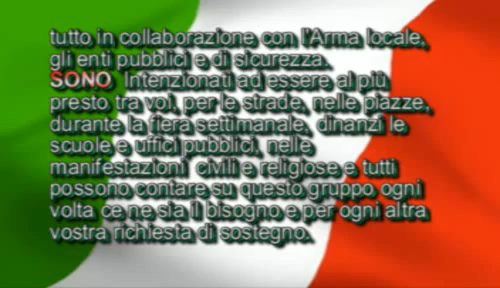 tutto in collaborazione con l'Arma locale,
gli enti pubblici e di sicurezza.
SONO Intenzionati ad essere al più
presto tra voi, per le strade, nelle piazze,
durante la fiera settimanale, dinanzi le
scuole e uffici pubblici, nelle
manifestazioni civili e religiose e tutti
possono contare su questo gruppo ogni
volta ce ne sia il bisogno e per ogni altra
vostra richiesta di sostegno.